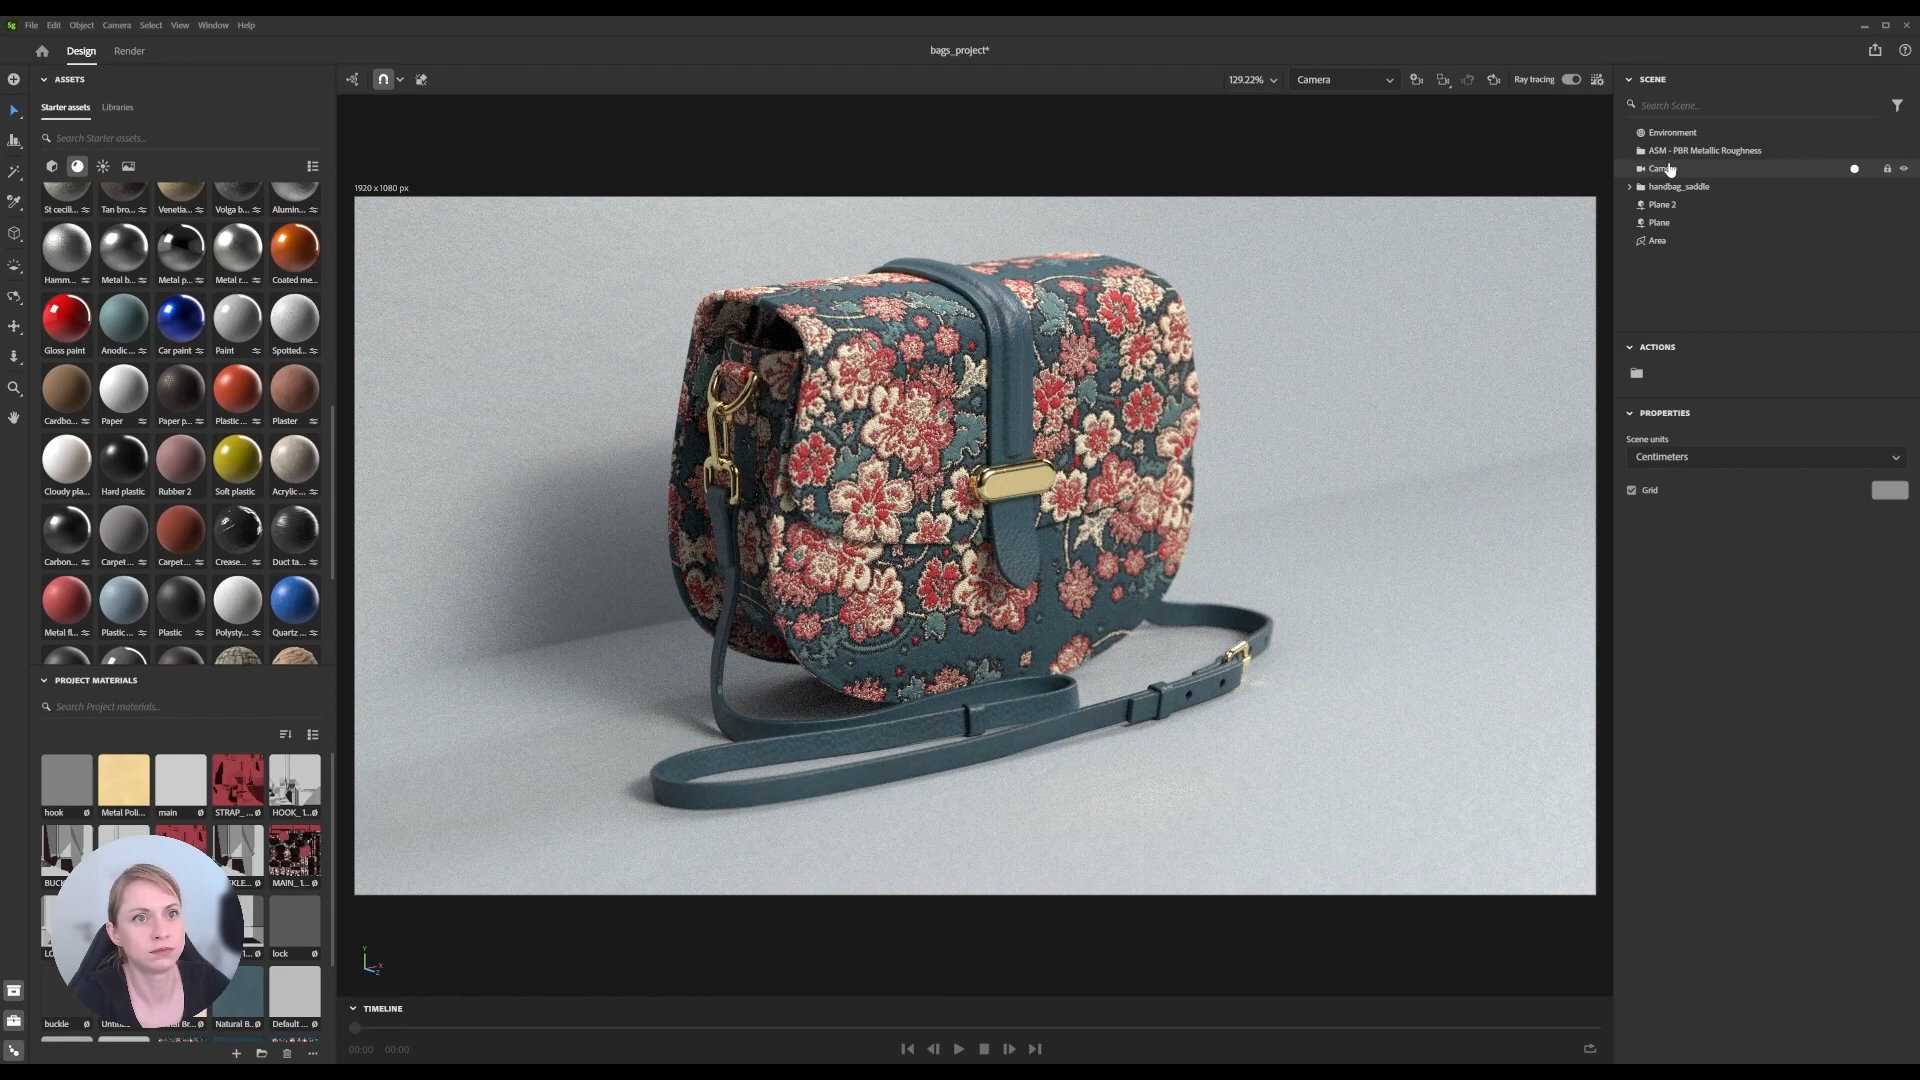 Sg File Edit Object Camera Select View Window Help
Design Render
bags_project*
ASSETS
Starter assets Libraries
Search Starter assets...
St cecili... Tan bro... Venetia... Volga b... Alumin...
Hamm... Metal b... Metal p... Metal r... Coated me...
Gloss paint Anodic ... Car paint Paint Spotted...
Cardbo... Paper Paper p... Plastic ... Plaster
Cloudy pla... Hard plastic Rubber 2 Soft plastic Acrylic ...
Carbon... Carpet ... Carpet ... Crease... Duct ta...
Metal fl... Plastic ... Plastic Polysty... Quartz ...
PROJECT MATERIALS
Search Project materials...
hook Metal Poli... main STRAP_ ... HOOK_ 1...
MAIN_ 1...
lock
buckle Natural B... Default ...
129.22% Camera Ray tracing
1920 x 1080 px
Y
X
Z
TIMELINE
00:00 00:00
SCENE
Search Scene...
Environment
ASM - PBR Metallic Roughness
handbag_saddle
Plane 2
Plane
Area
ACTIONS
PROPERTIES
Scene units
Centimeters
Grid